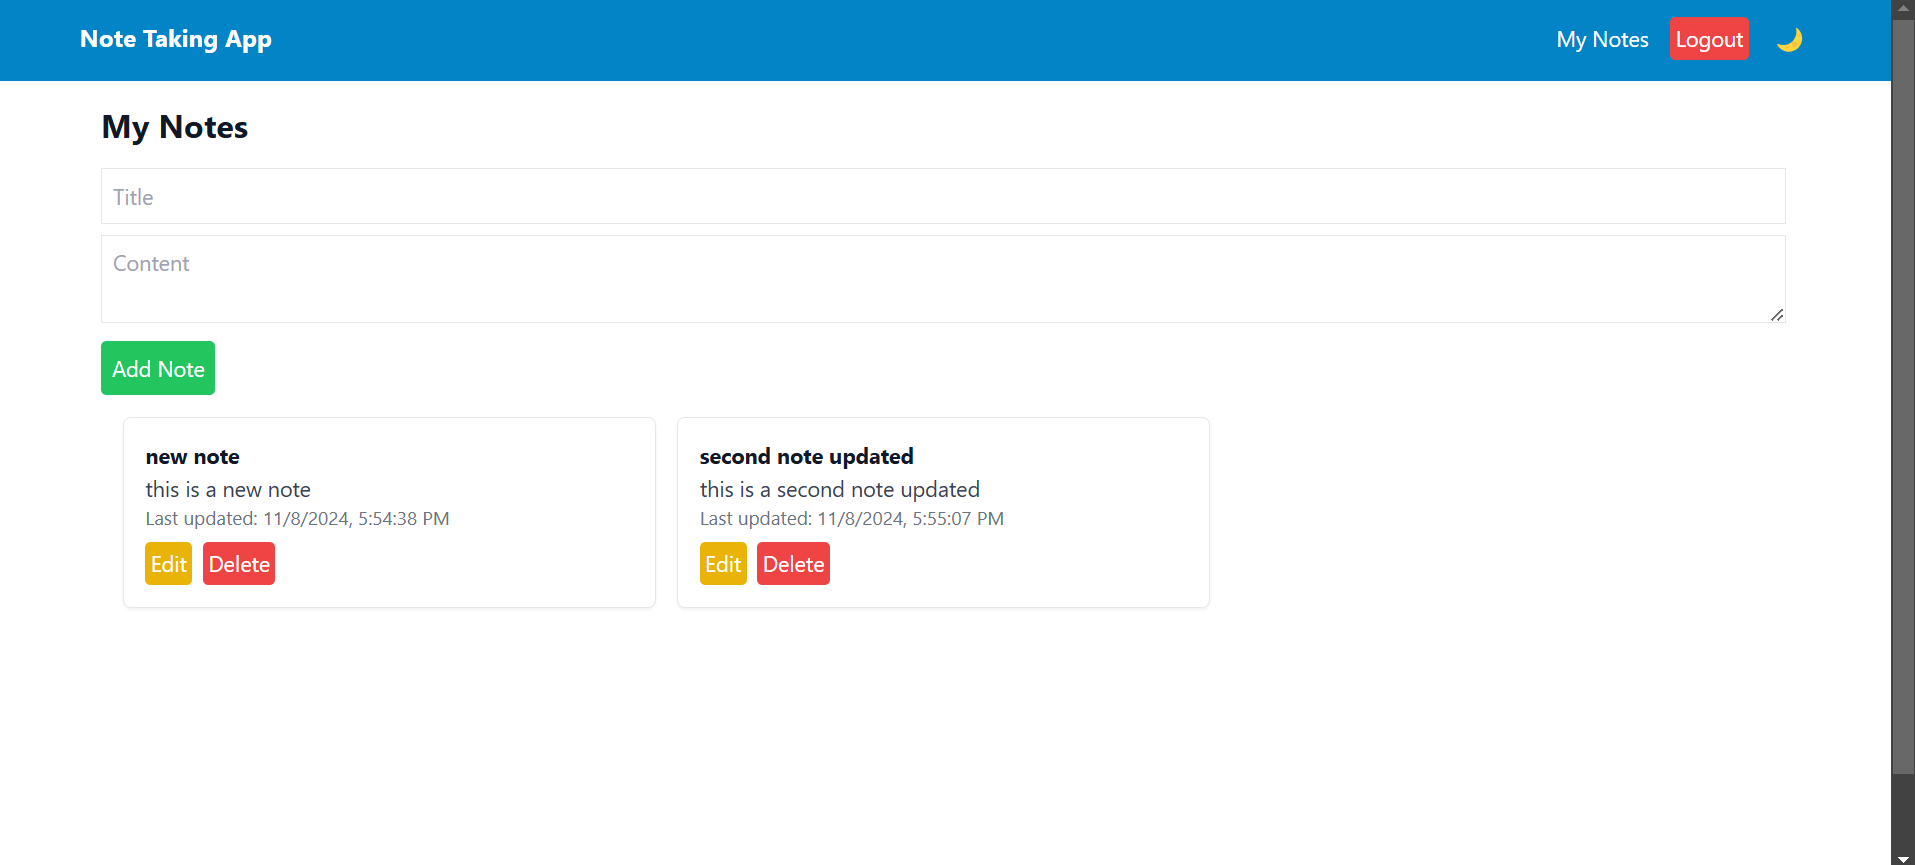 Note Taking App
My Notes
Logout
My Notes
Title
Content
Add Note
new note
this is a new note
Last updated: 11/8/2024, 5:54:38 PM
Edit
Delete
second note updated
this is a second note updated
Last updated: 11/8/2024, 5:55:07 PM
Edit
Delete